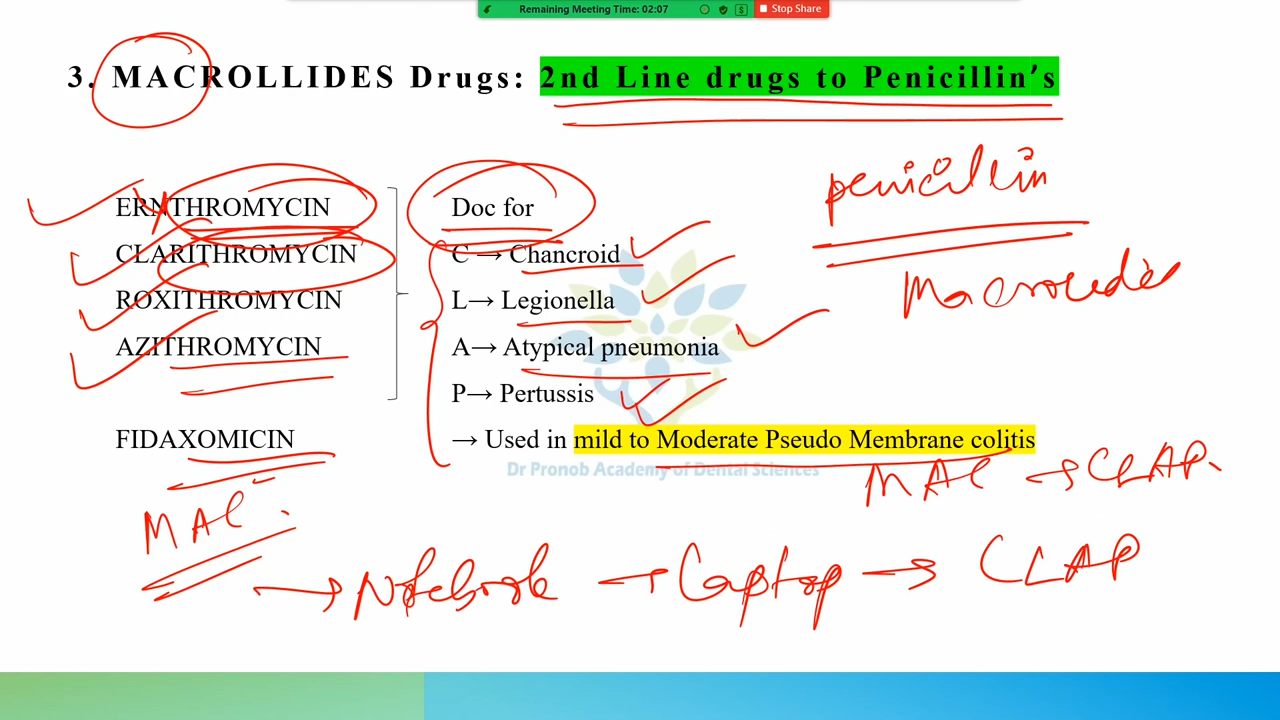 Remaining Meeting Time: 02:07
Stop Share
3. MACROLLIDES Drugs: 2nd Line drugs to Penicillin's
penicillin
ERNTHROMYCIN
Doc for
CLARITHROMYCIN
C → Chancroid
Macrolides
ROXITHROMYCIN
L→ Legionella
AZITHROMYCIN
A→ Atypical pneumonia
P→ Pertussis
FIDAXOMICIN
→ Used in mild to Moderate Pseudo Membrane colitis
Dr Pronob Academy of Dental Sciences
MAC → CLAP
MAC
→ Notebook → Laptop → CLAP